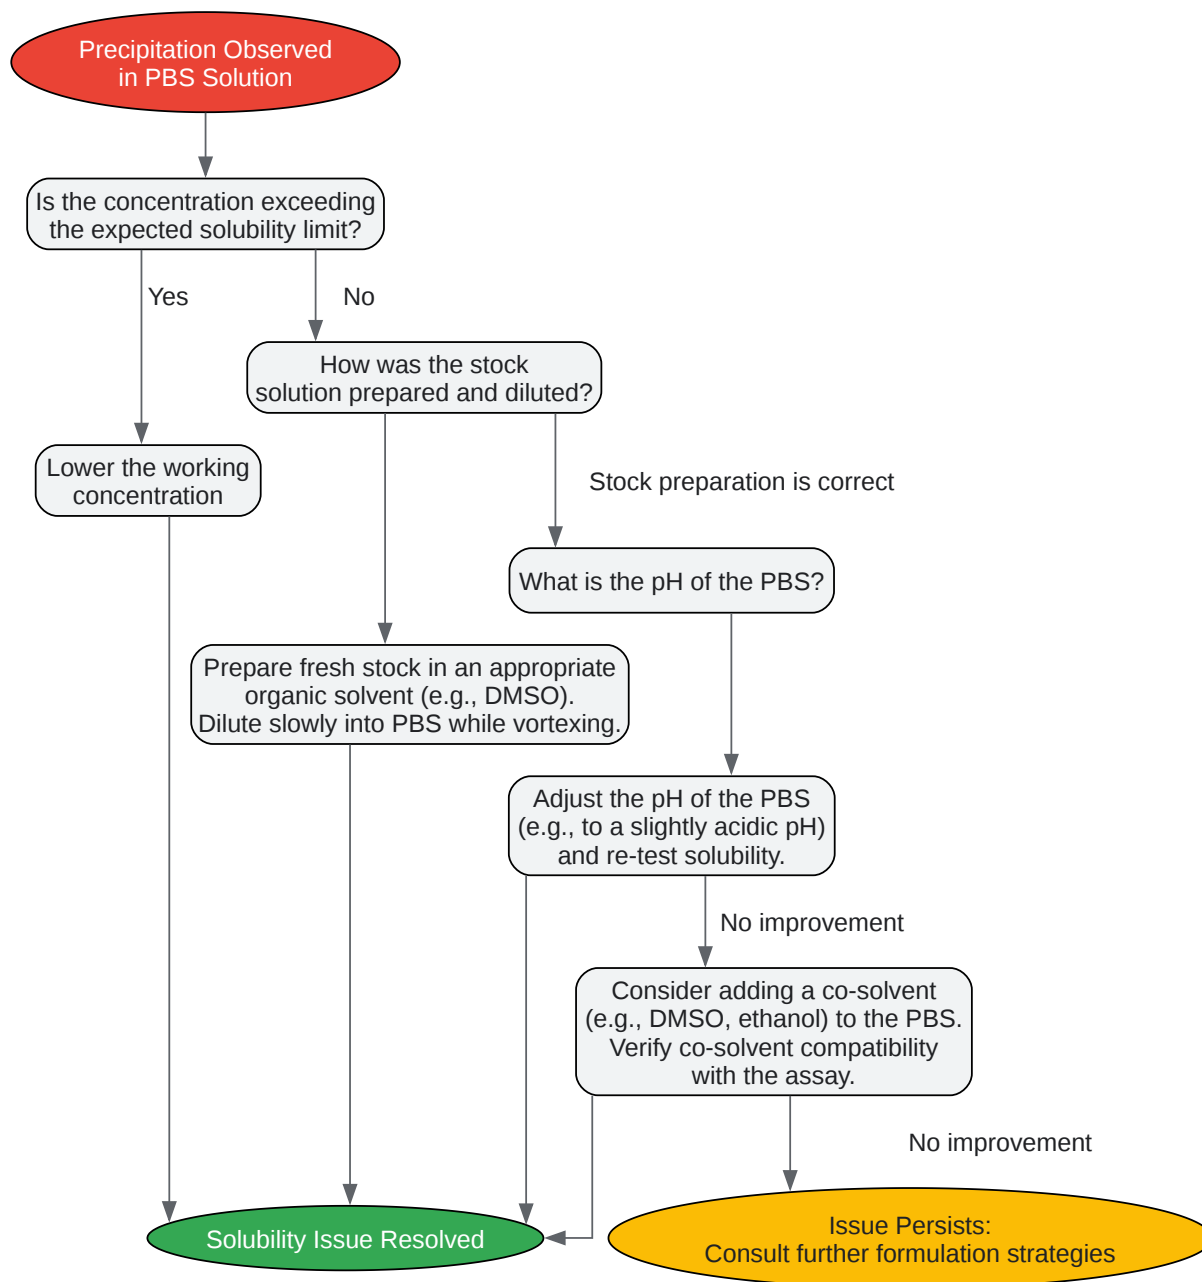 Precipitation Observed
in PBS Solution
Is the concentration exceeding
the expected solubility limit?
Yes
No
How was the stock
solution prepared and diluted?
Lower the working
concentration
Stock preparation is correct
What is the pH of the PBS?
Prepare fresh stock in an appropriate
organic solvent (e.g., DMSO).
Dilute slowly into PBS while vortexing.
Adjust the pH of the PBS
(e.g., to a slightly acidic pH)
and re-test solubility.
No improvement
Consider adding a co-solvent
(e.g., DMSO, ethanol) to the PBS.
Verify co-solvent compatibility
with the assay.
No improvement
Solubility Issue Resolved
Issue Persists:
Consult further formulation strategies